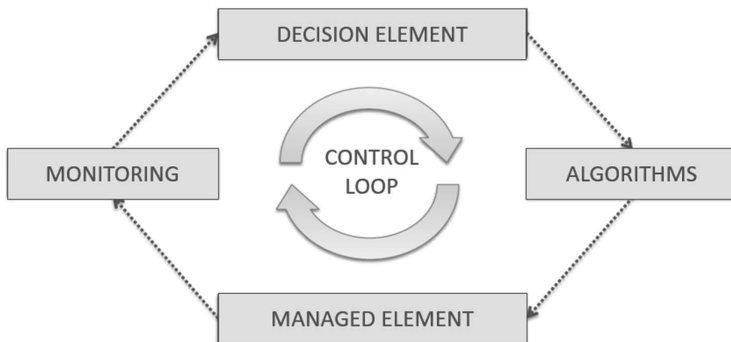 DECISION ELEMENT
MONITORING
CONTROL
LOOP
ALGORITHMS
MANAGED ELEMENT